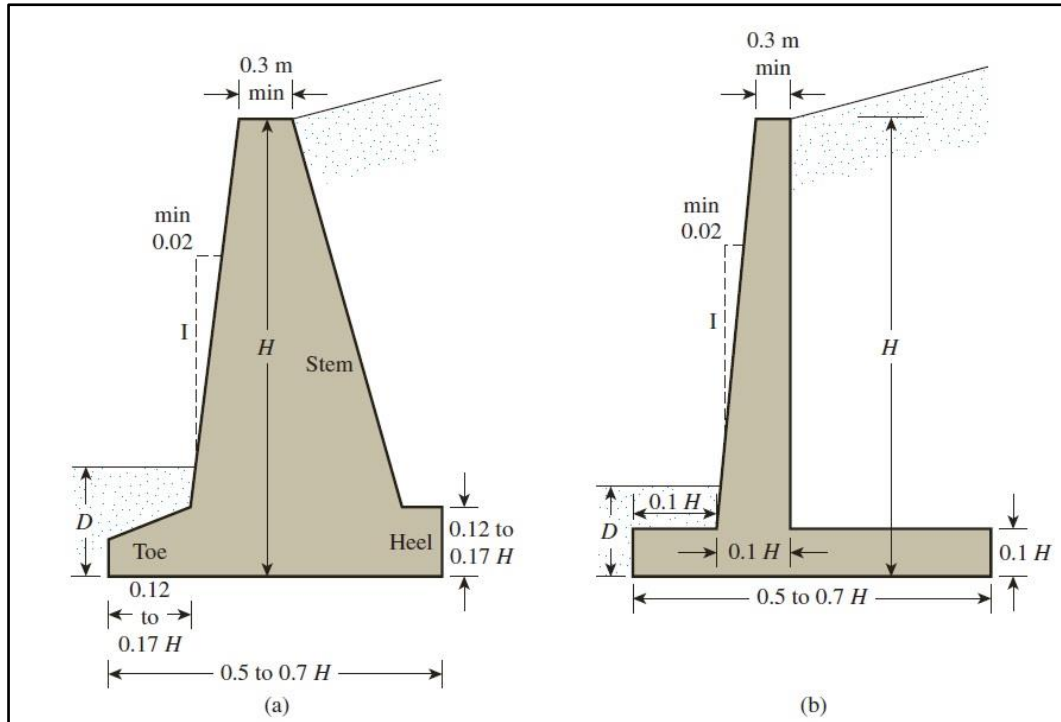 0.3 m
min
min
0.02
I
H
Stem
D
Toe
Heel
0.12 to
0.17 H
0.12
to
0.17 H
0.5 to 0.7 H
(a)
0.3 m
min
min
0.02
I
H
D
0.1 H
0.1 H
0.1 H
0.5 to 0.7 H
(b)